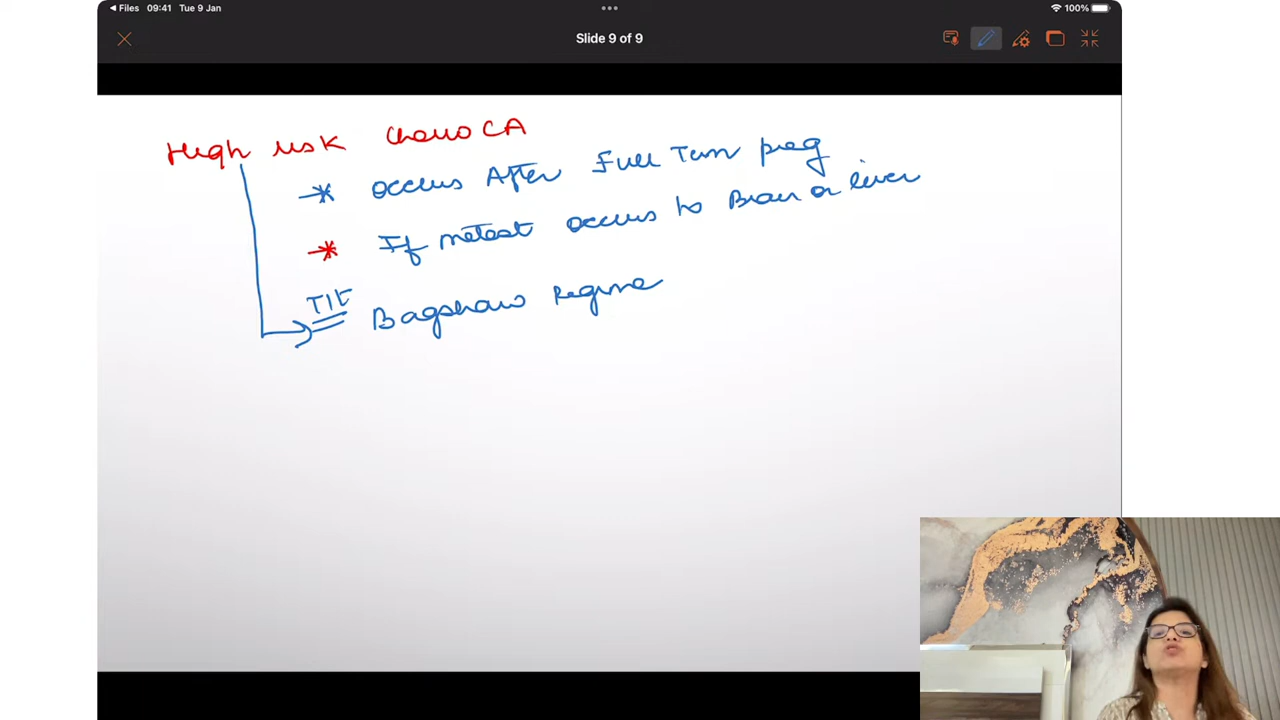 Files 09:41 Tue 9 Jan
100%
Slide 9 of 9
High risk Chorio CA
Occurs After Full Term preg
If metast occurs to Brain or liver
T/t Bagshaw Regime